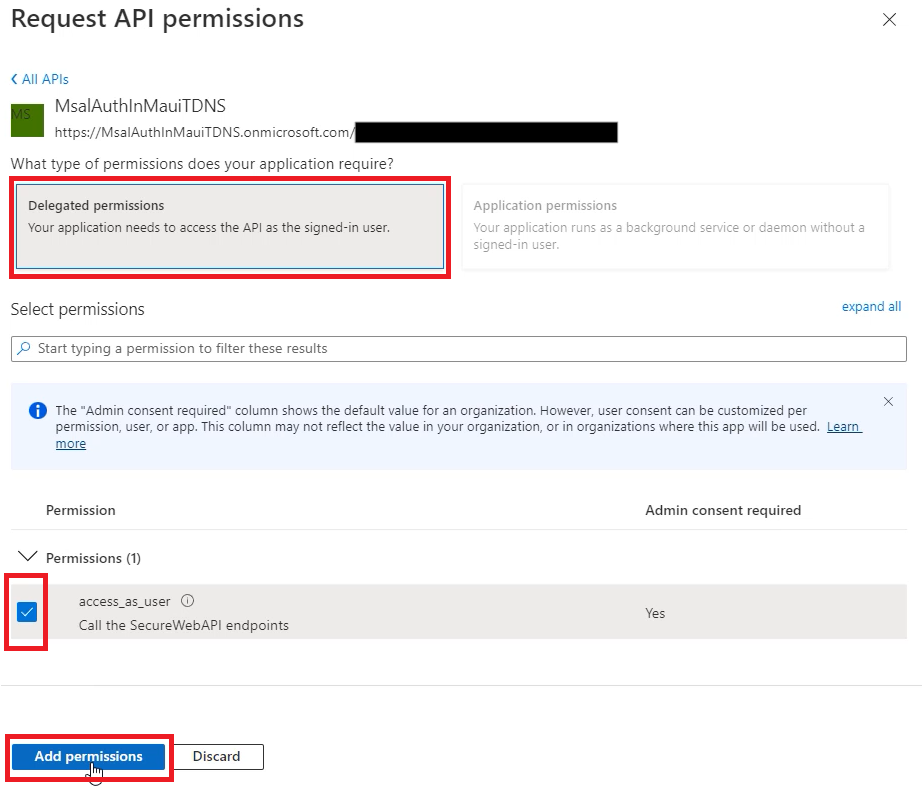 Request API permissions
All APIs
MS
MsalAuthInMauiTDNS
https://MsalAuthInMauiTDNS.onmicrosoft.com/
What type of permissions does your application require?
Delegated permissions
Your application needs to access the API as the signed-in user.
Application permissions
Your application runs as a background service or daemon without a
signed-in user.
Select permissions
expand all
Start typing a permission to filter these results
The "Admin consent required" column shows the default value for an organization. However, user consent can be customized per
permission, user, or app. This column may not reflect the value in your organization, or in organizations where this app will be used. Learn
more
Permission
Admin consent required
Permissions (1)
access_as_user
Call the SecureWebAPI endpoints
Yes
Add permissions
Discard